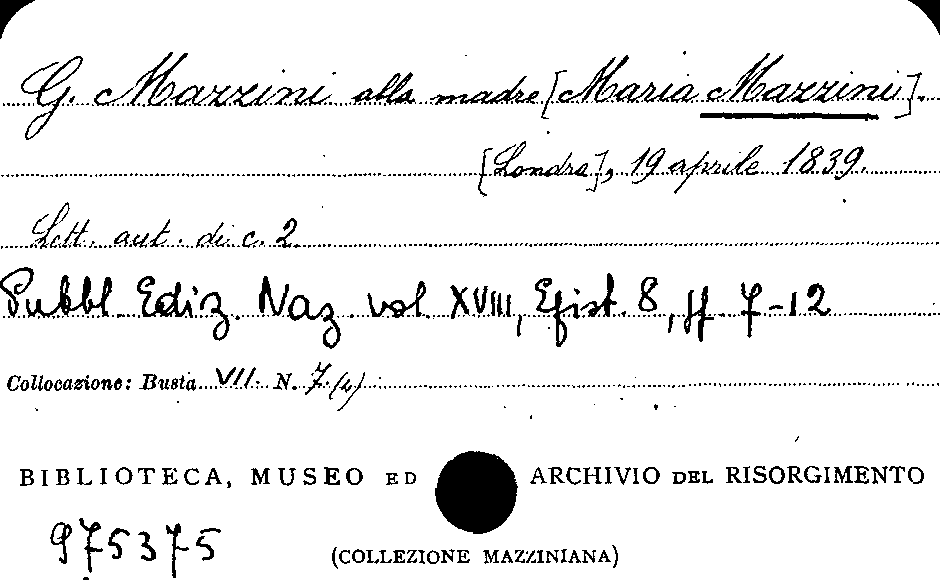 G. Mazzini alla madre [Maria Mazzini].
[Londra], 19 aprile 1839.
Lett. aut. di c. 2.
Pubbl. Ediz. Naz. vol. XVIII, Epist. 8, pp. 7-12
Collocazione: Busta VII. N. 7(4)
BIBLIOTECA, MUSEO ED ARCHIVIO DEL RISORGIMENTO
975375
(COLLEZIONE MAZZINIANA)